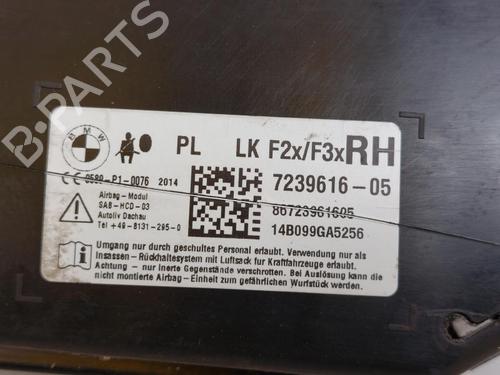 B-PARTS
BMW
PL LK F2x/F3x RH
CE 0589-P1-0076 2014
7239616-05
Airbag-Modul
SAB-HCD-03
Autoliv Dachau
Tel +49-8131-295-0
86723961605
14B099GA5256
Umgang nur durch geschultes Personal erlaubt. Verwendung nur als
Insassen - Rückhaltesystem mit Luftsack für Kraftfahrzeuge erlaubt.
Achtung - nur inerte Gegenstände verschrotten. Bei Auslösung kann die
nicht montierte Airbag - Einheit zum gefährlichen Wurfstück werden.